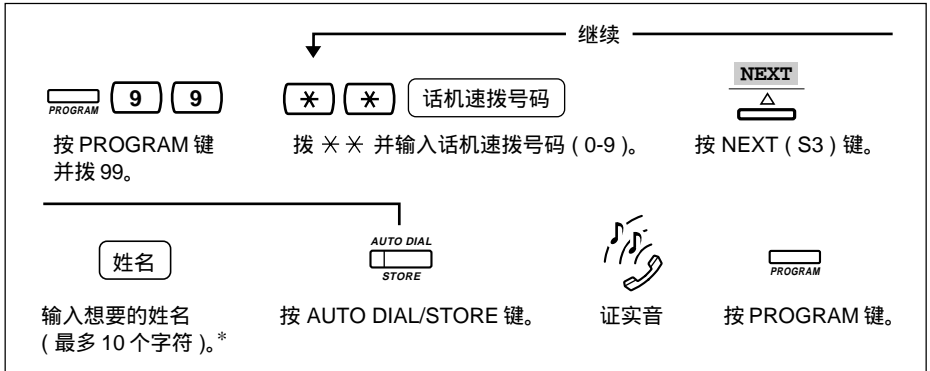 继续
PROGRAM 9 9
✳ ✳ 话机速拨号码
NEXT
按 PROGRAM 键
并拨 99。
拨 ✳✳ 并输入话机速拨号码 ( 0-9 )。
按 NEXT ( S3 ) 键。
姓名
AUTO DIAL
STORE
PROGRAM
输入想要的姓名
( 最多 10 个字符 )。*
按 AUTO DIAL/STORE 键。
证实音
按 PROGRAM 键。